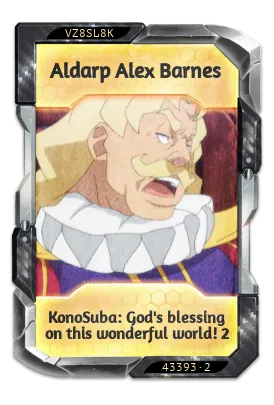 VZ8SL8K
Aldarp Alex Barnes
KonoSuba: God's blessing
on this wonderful world! 2
43393·2